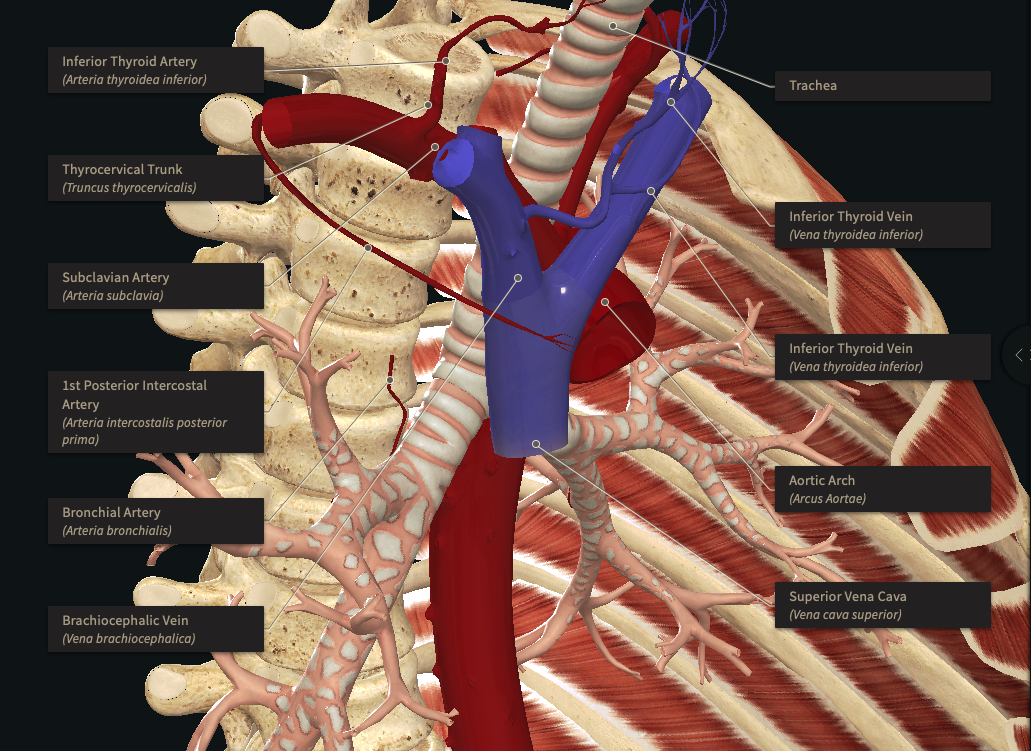 Inferior Thyroid Artery
(Arteria thyroidea inferior)
Thyrocervical Trunk
(Truncus thyrocervicalis)
Subclavian Artery
(Arteria subclavia)
1st Posterior Intercostal
Artery
(Arteria intercostalis posterior
prima)
Bronchial Artery
(Arteria bronchialis)
Brachiocephalic Vein
(Vena brachiocephalica)
Trachea
Inferior Thyroid Vein
(Vena thyroidea inferior)
Inferior Thyroid Vein
(Vena thyroidea inferior)
Aortic Arch
(Arcus Aortae)
Superior Vena Cava
(Vena cava superior)